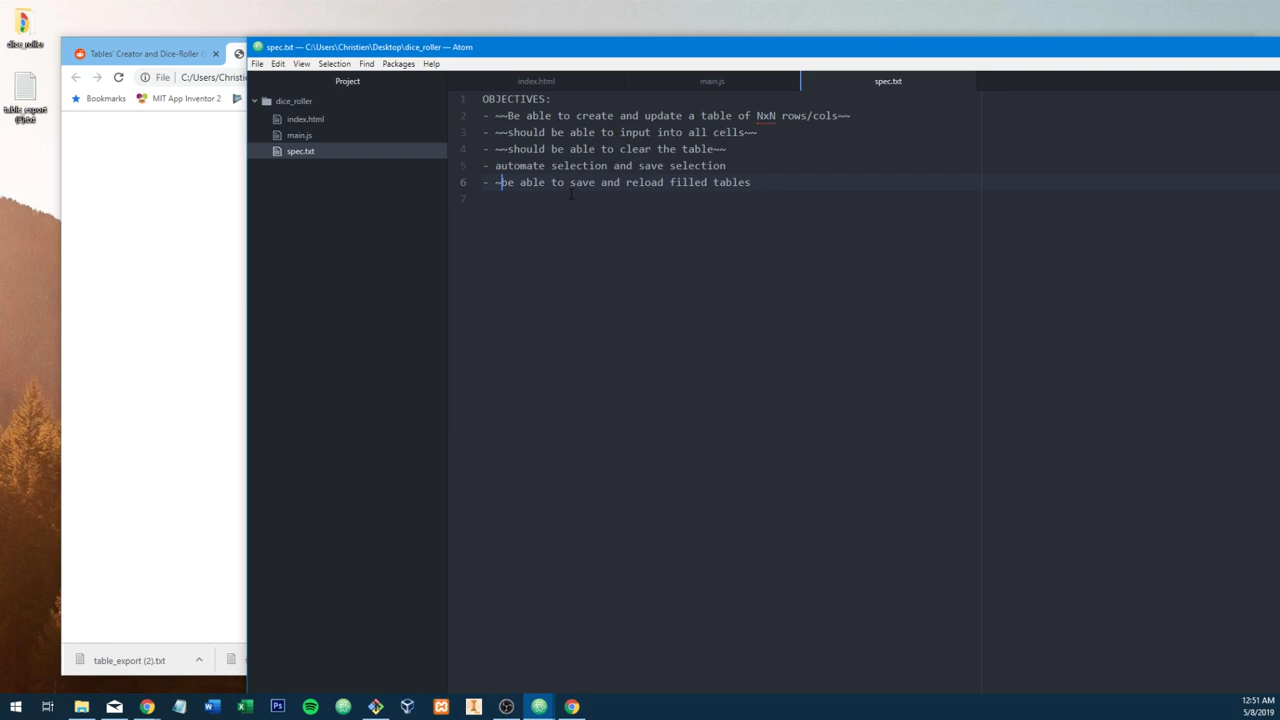 dice_roller
table_export
spec.txt — C:\Users\Christien\Desktop\dice_roller — Atom
File Edit View Selection Find Packages Help
Tables' Creator and Dice-Roller
File C:/Users/Christi
Bookmarks MIT App Inventor 2
Project
dice_roller
index.html
main.js
spec.txt
index.html main.js spec.txt
1 OBJECTIVES:
2 - ~~Be able to create and update a table of NxN rows/cols~~
3 - ~~should be able to input into all cells~~
4 - ~~should be able to clear the table~~
5 - automate selection and save selection
6 - ~be able to save and reload filled tables
7
table_export (2).txt
12:51 AM
5/8/2019